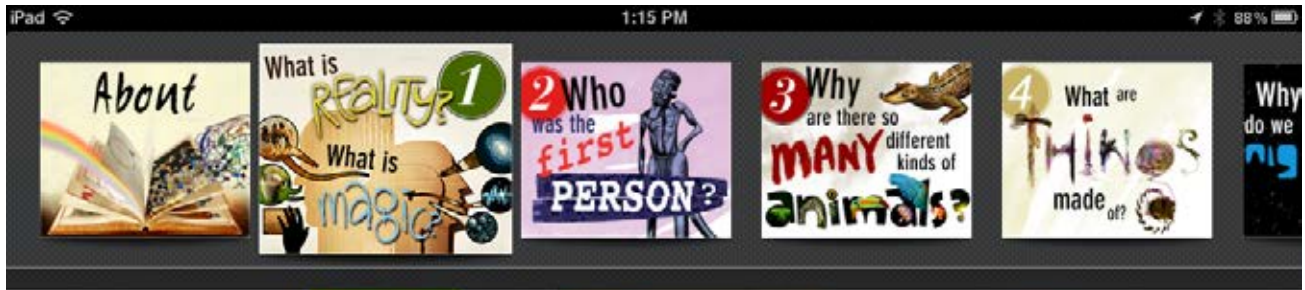 iPad 1:15 PM 88%
About
What is
REALITY?
1
What is
magic?
2 Who
was the
first
PERSON?
3 Why
are there so
MANY different
kinds of
animals?
4 What are
THINGS
made of?
Why
do we